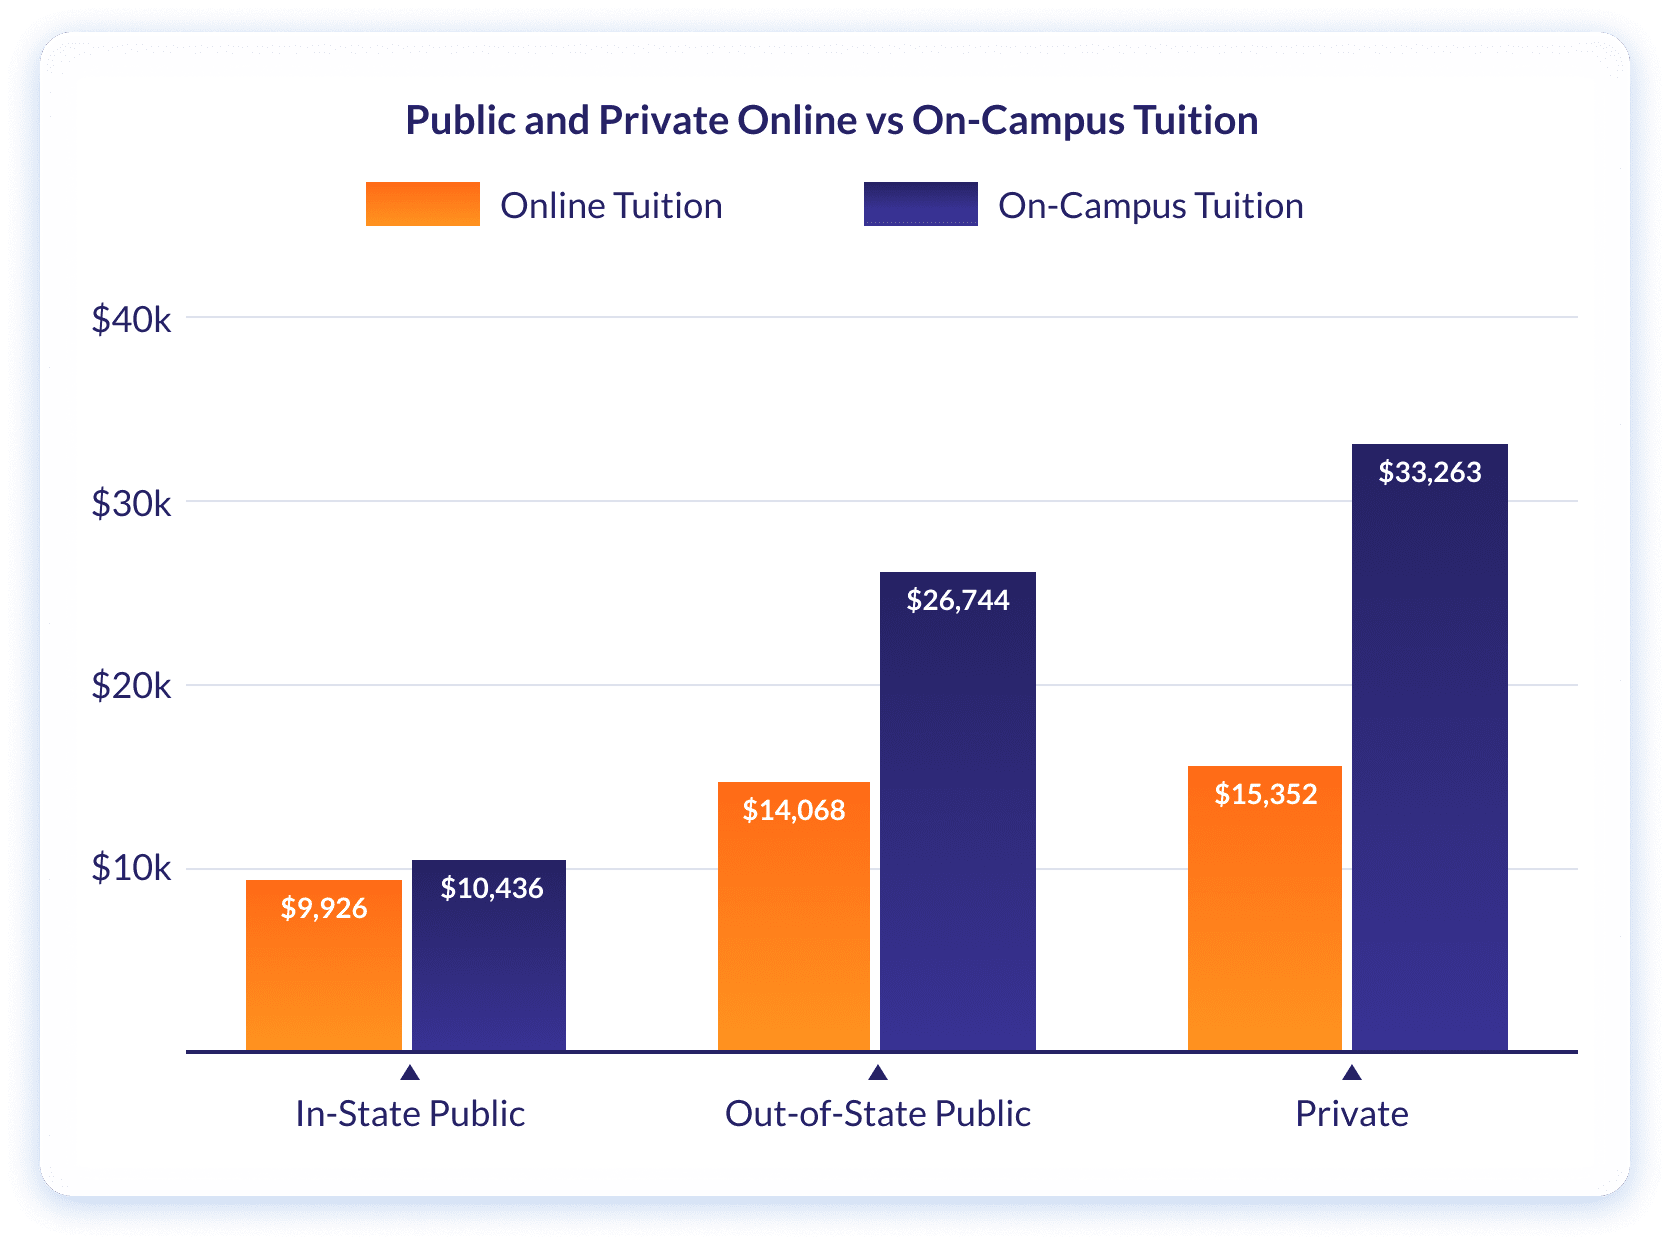 Public and Private Online vs On-Campus Tuition
Online Tuition
On-Campus Tuition
$40k
$30k
$20k
$10k
$9,926
$10,436
$14,068
$26,744
$15,352
$33,263
In-State Public
Out-of-State Public
Private